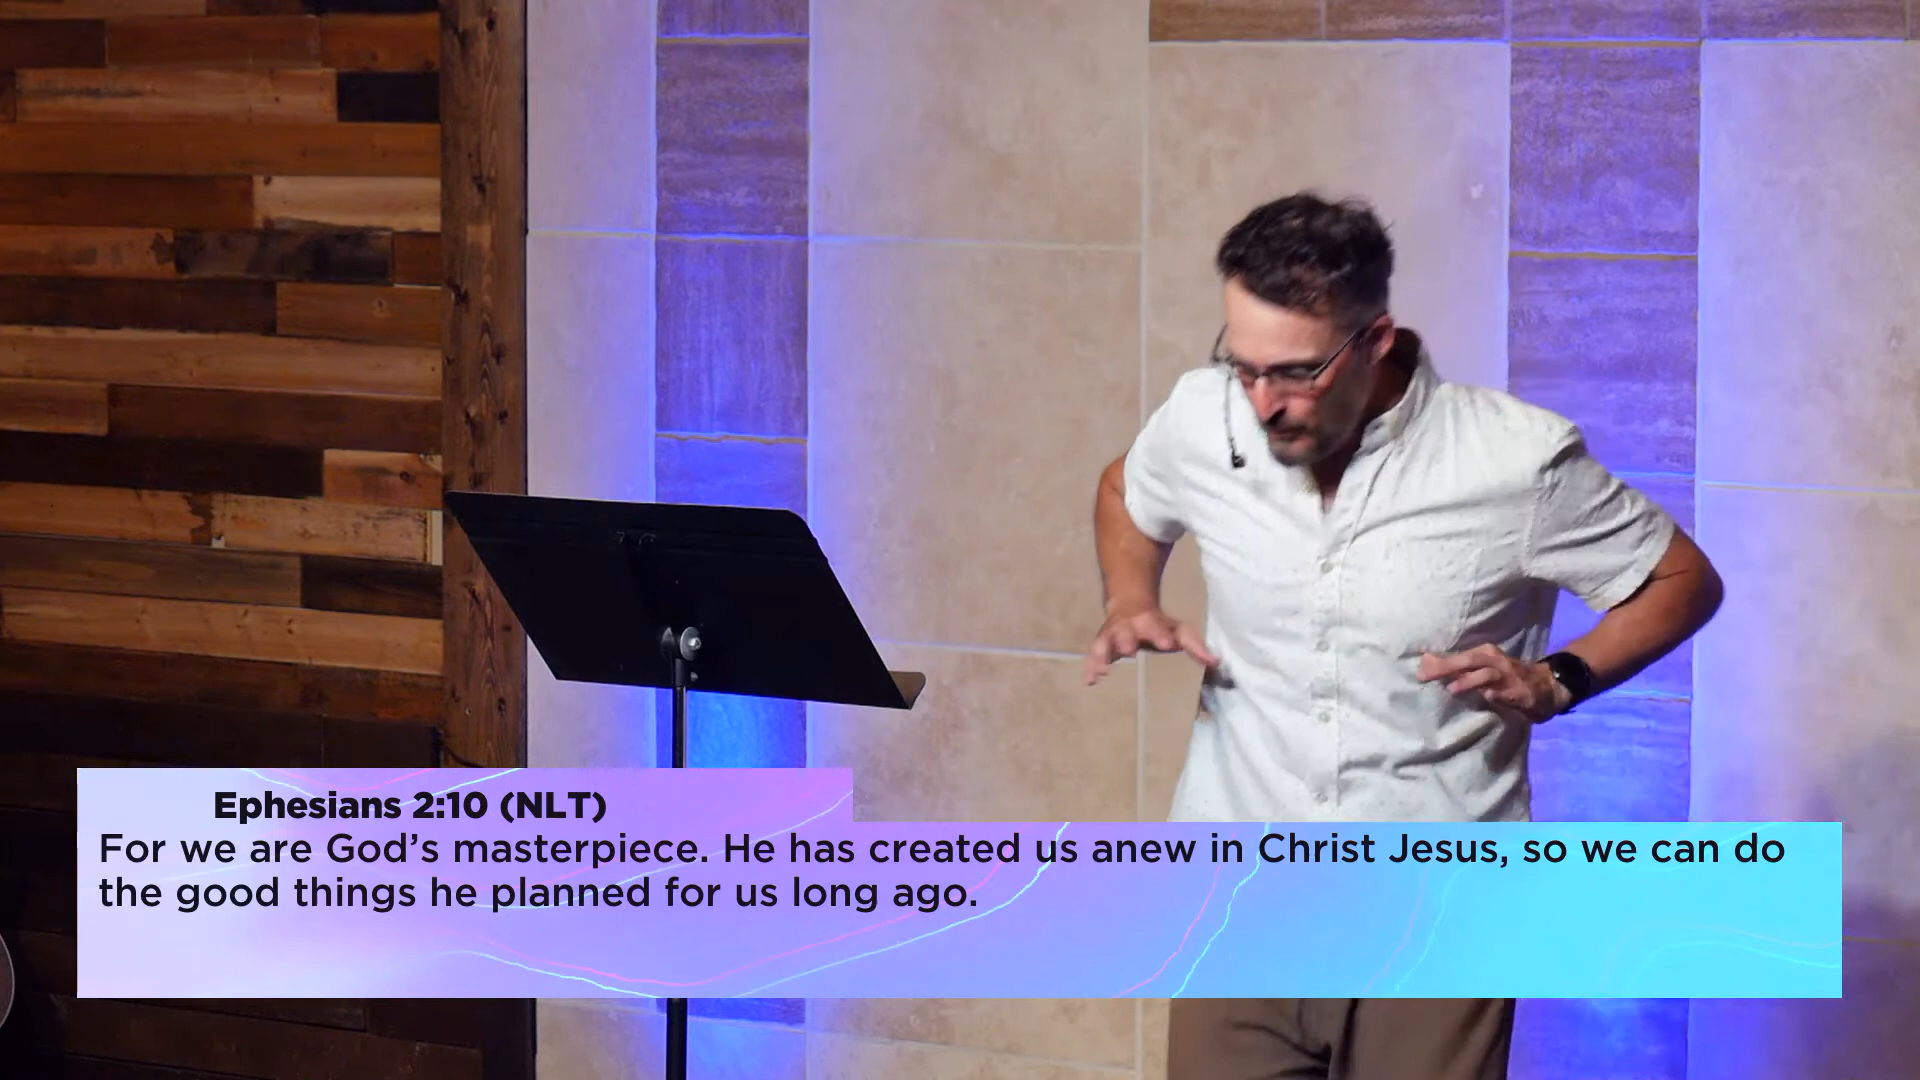 Ephesians 2:10 (NLT)
For we are God’s masterpiece. He has created us anew in Christ Jesus, so we can do
the good things he planned for us long ago.